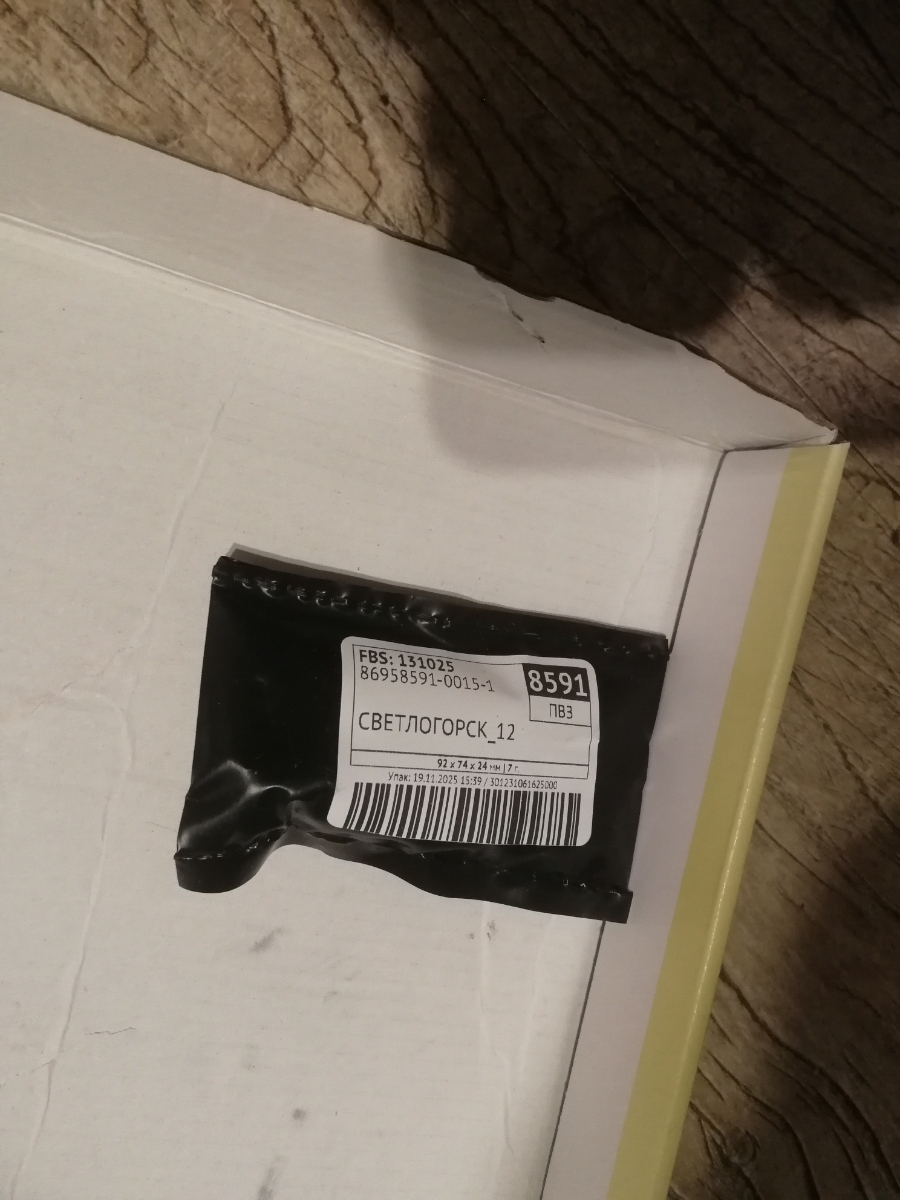 FBS: 131025
86958591-0015-1
8591
ПВЗ
СВЕТЛОГОРСК_12
92 x 74 x 24 мм | 7 г.
Упак: 19.11.2025 15:39 / 301231061625000